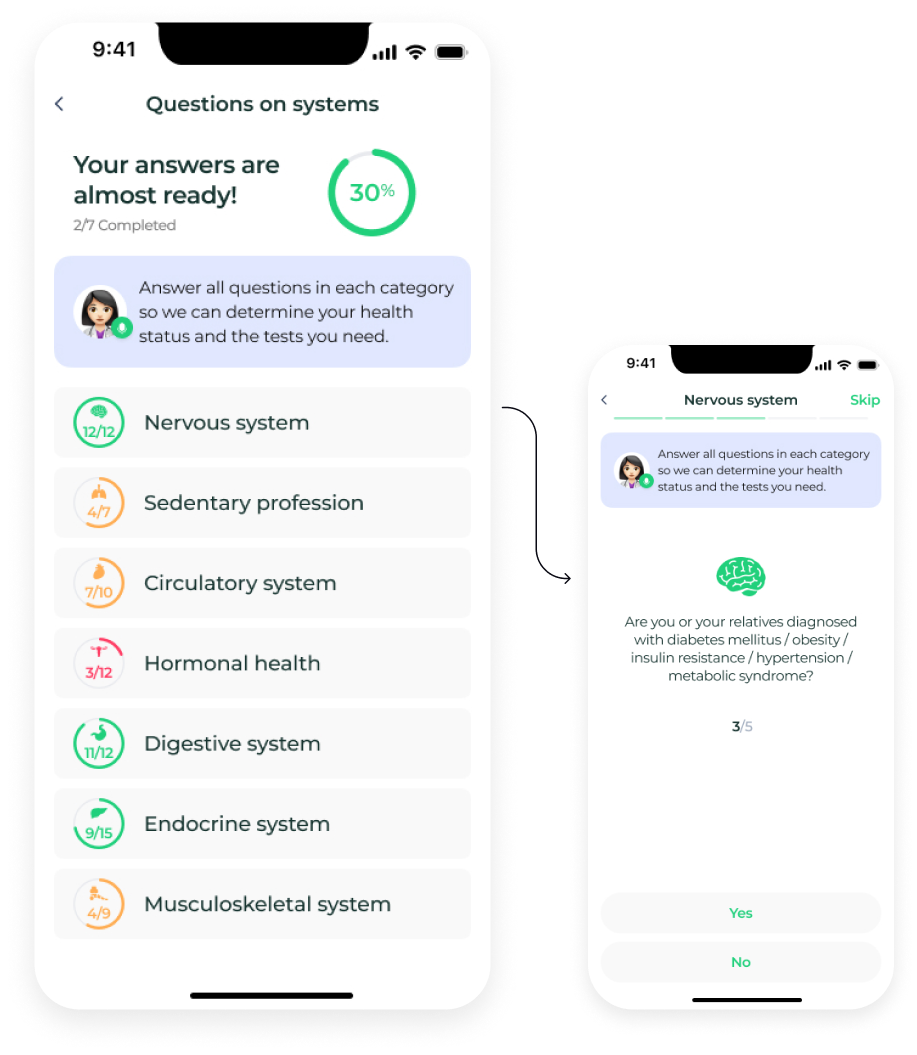 9:41
Questions on systems
Your answers are
almost ready!
2/7 Completed
30%
Answer all questions in each category
so we can determine your health
status and the tests you need.
12/12
Nervous system
4/7
Sedentary profession
7/10
Circulatory system
3/12
Hormonal health
11/12
Digestive system
9/15
Endocrine system
4/9
Musculoskeletal system
9:41
Nervous system
Skip
Answer all questions in each category
so we can determine your health
status and the tests you need.
Are you or your relatives diagnosed
with diabetes mellitus / obesity /
insulin resistance / hypertension /
metabolic syndrome?
3/5
Yes
No